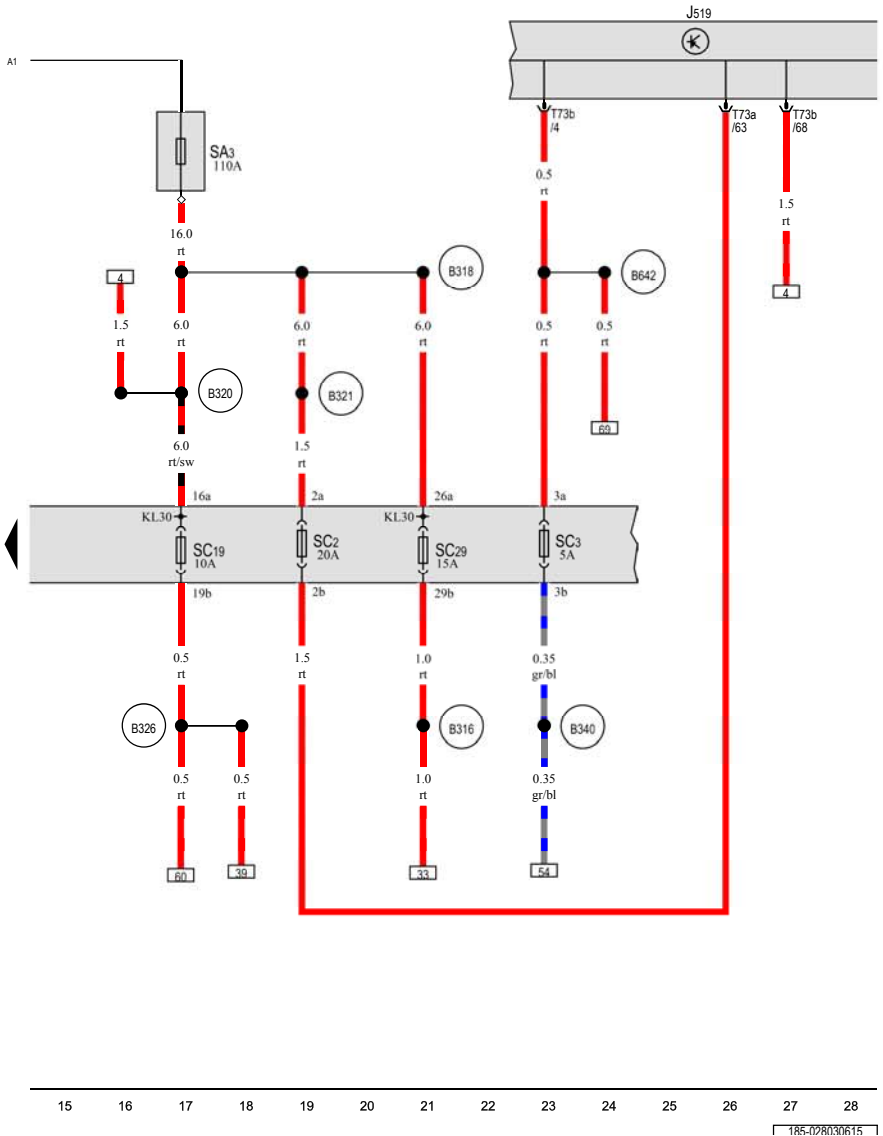 J519
A1
T73b
/4
T73a
/63
T73b
/68
SA3
110A
0.5
rt
1.5
rt
16.0
rt
4
B318
B642
4
1.5
rt
6.0
rt
6.0
rt
6.0
rt
0.5
rt
0.5
rt
B320
B321
69
6.0
rt/sw
1.5
rt
16a
2a
26a
3a
KL30
KL30
SC19
10A
SC2
20A
SC29
15A
SC3
5A
19b
2b
29b
3b
0.5
rt
1.5
rt
1.0
rt
0.35
gr/bl
B326
B316
B340
0.5
rt
0.5
rt
1.0
rt
0.35
gr/bl
60
39
33
54
15 16 17 18 19 20 21 22 23 24 25 26 27 28
185-028030615